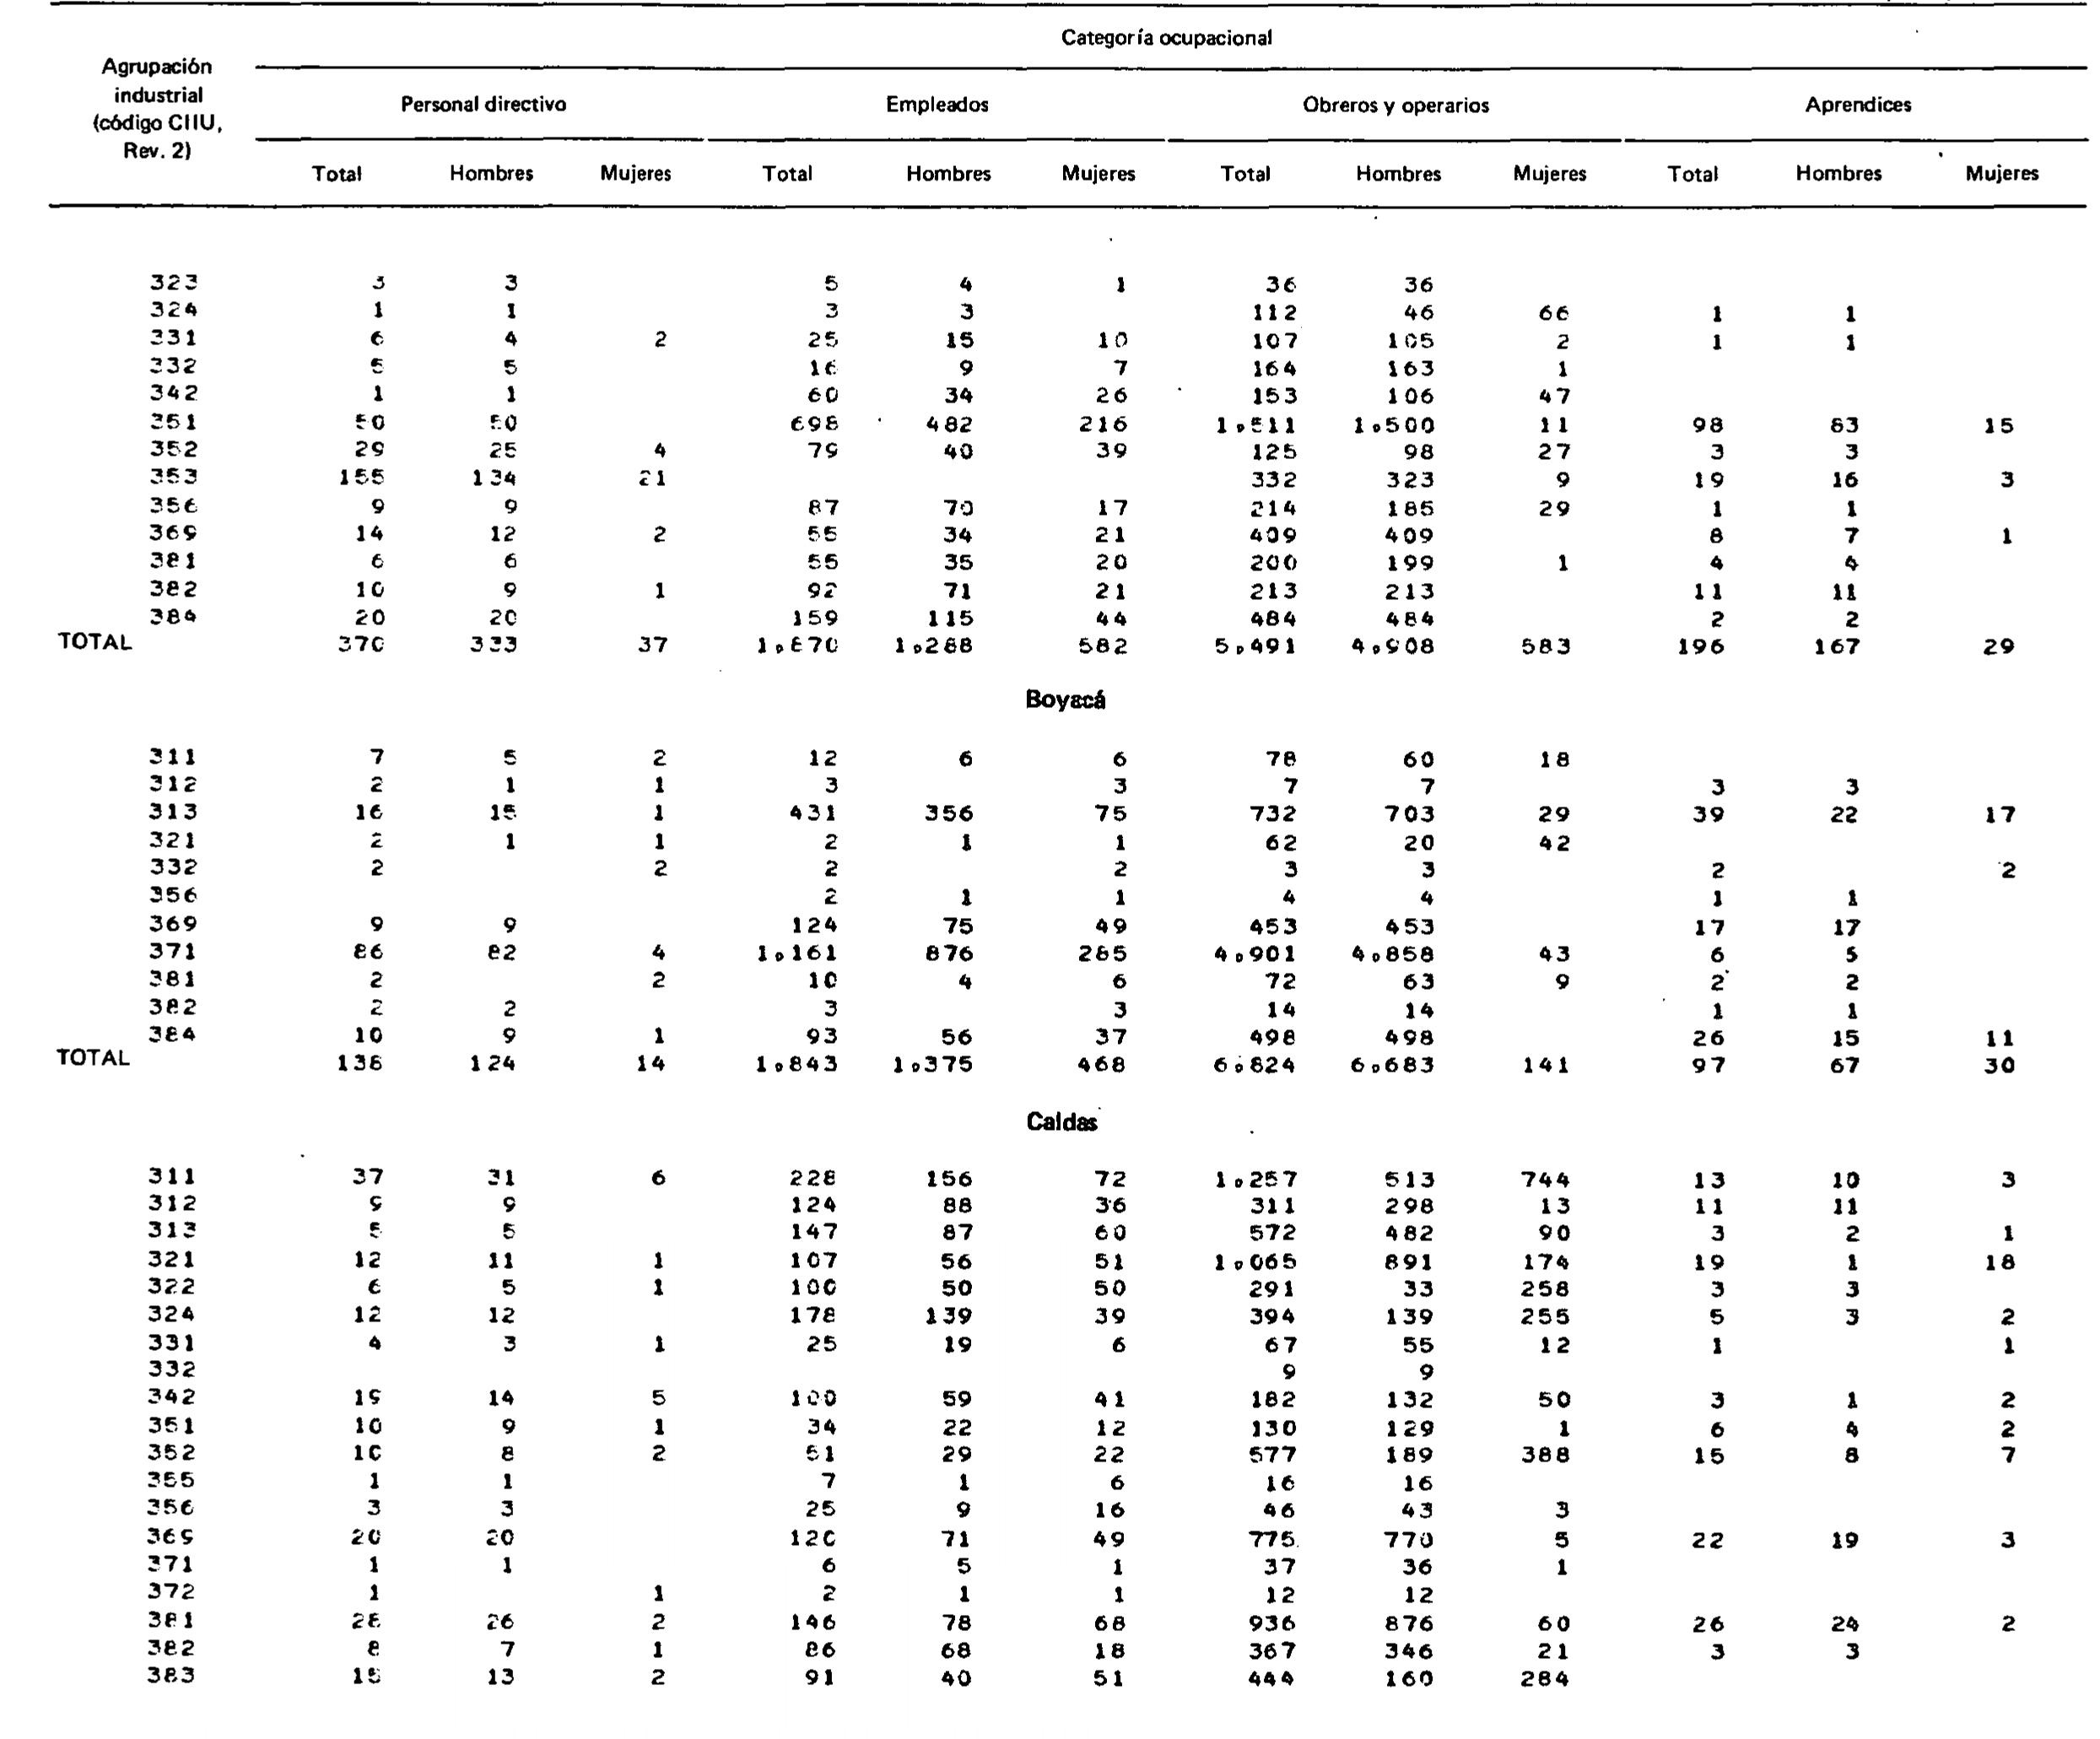 Categoría ocupacional
Agrupación industrial (código CIIU, Rev. 2)
Personal directivo Empleados Obreros y operarios Aprendices
Total Hombres Mujeres Total Hombres Mujeres Total Hombres Mujeres Total Hombres Mujeres
323 3 3 5 4 1 36 36
324 1 1 3 3 112 46 66 1 1
331 6 4 2 25 15 10 107 105 2 1 1
332 5 5 16 9 7 164 163 1
342 1 1 60 34 26 153 106 47
351 50 50 698 482 216 1.511 1.500 11 98 83 15
352 29 25 4 79 40 39 125 98 27 3 3
353 155 134 21 332 323 9 19 16 3
356 9 9 87 70 17 214 185 29 1 1
369 14 12 2 55 34 21 409 409 8 7 1
381 6 6 55 35 20 200 199 1 4 4
382 10 9 1 92 71 21 213 213 11 11
384 20 20 159 115 44 484 484 2 2
TOTAL 370 333 37 1.870 1.288 582 5.491 4.908 583 196 167 29
Boyacá
311 7 5 2 12 6 6 78 60 18
312 2 1 1 3 3 7 7 3 3
313 16 15 1 431 356 75 732 703 29 39 22 17
321 2 1 1 2 1 1 62 20 42
332 2 2 2 2 3 3 2 2
356 2 1 1 4 4 1 1
369 9 9 124 75 49 453 453 17 17
371 86 82 4 1.161 876 285 4.901 4.858 43 6 5
381 2 2 10 4 6 72 63 9 2 2
382 2 2 3 3 14 14 1 1
384 10 9 1 93 56 37 498 498 26 15 11
TOTAL 138 124 14 1.843 1.375 468 6.824 6.683 141 97 67 30
Caldas
311 37 31 6 228 156 72 1.257 513 744 13 10 3
312 9 9 124 88 36 311 298 13 11 11
313 5 5 147 87 60 572 482 90 3 2 1
321 12 11 1 107 56 51 1.065 891 174 19 1 18
322 6 5 1 100 50 50 291 33 258 3 3
324 12 12 178 139 39 394 139 255 5 3 2
331 4 3 1 25 19 6 67 55 12 1 1
332 9 9
342 19 14 5 100 59 41 182 132 50 3 1 2
351 10 9 1 34 22 12 130 129 1 6 4 2
352 10 8 2 51 29 22 577 189 388 15 8 7
355 1 1 7 1 6 16 16
356 3 3 25 9 16 46 43 3
369 20 20 120 71 49 775 770 5 22 19 3
371 1 1 6 5 1 37 36 1
372 1 1 2 1 1 12 12
381 28 26 2 146 78 68 936 876 60 26 24 2
382 8 7 1 86 68 18 367 346 21 3 3
383 15 13 2 91 40 51 444 160 284